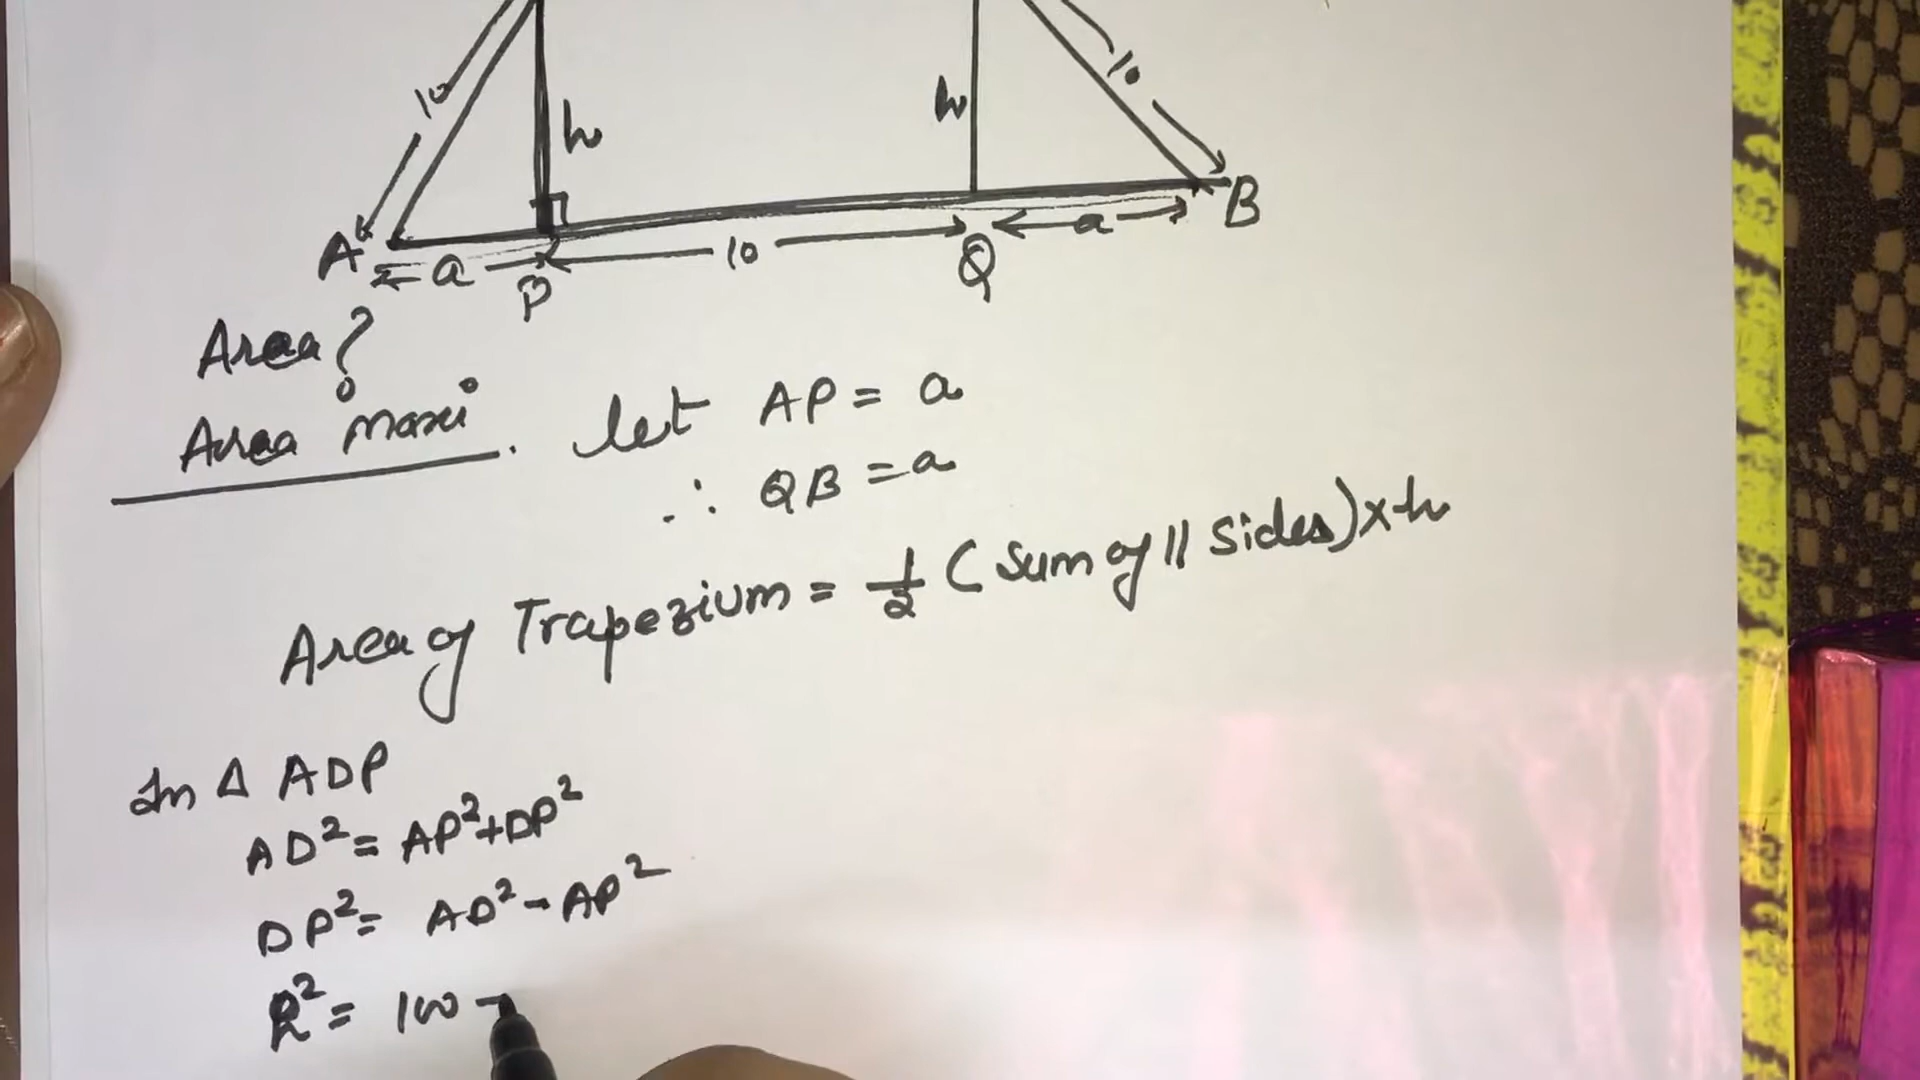 10
10
h
h
A
a
P
10
Q
a
B
Area?
Area maxi.
let AP = a
∴ QB = a
Area of Trapezium = 1/2 (Sum of || Sides) × h
In Δ ADP
AD² = AP² + DP²
DP² = AD² - AP²
h² = 100 -